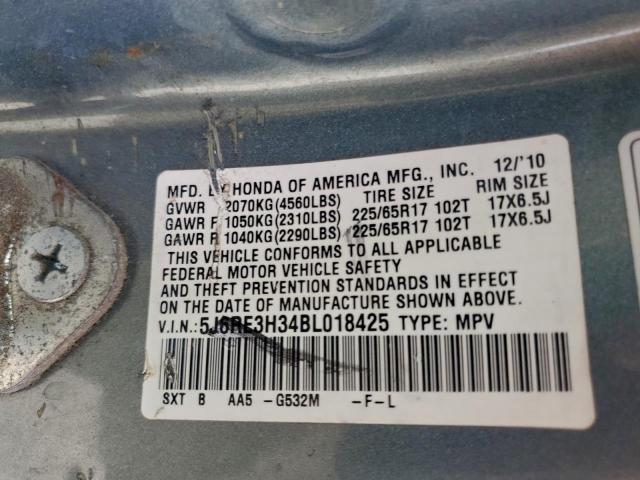 MFD. BY HONDA OF AMERICA MFG., INC. 12/'10
GVWR 2070KG(4560LBS) TIRE SIZE RIM SIZE
GAWR F 1050KG(2310LBS) 225/65R17 102T 17X6.5J
GAWR R 1040KG(2290LBS) 225/65R17 102T 17X6.5J
THIS VEHICLE CONFORMS TO ALL APPLICABLE
FEDERAL MOTOR VEHICLE SAFETY
AND THEFT PREVENTION STANDARDS IN EFFECT
ON THE DATE OF MANUFACTURE SHOWN ABOVE.
V.I.N.: 5J6RE3H34BL018425 TYPE: MPV
SXT B AA5 -G532M -F-L